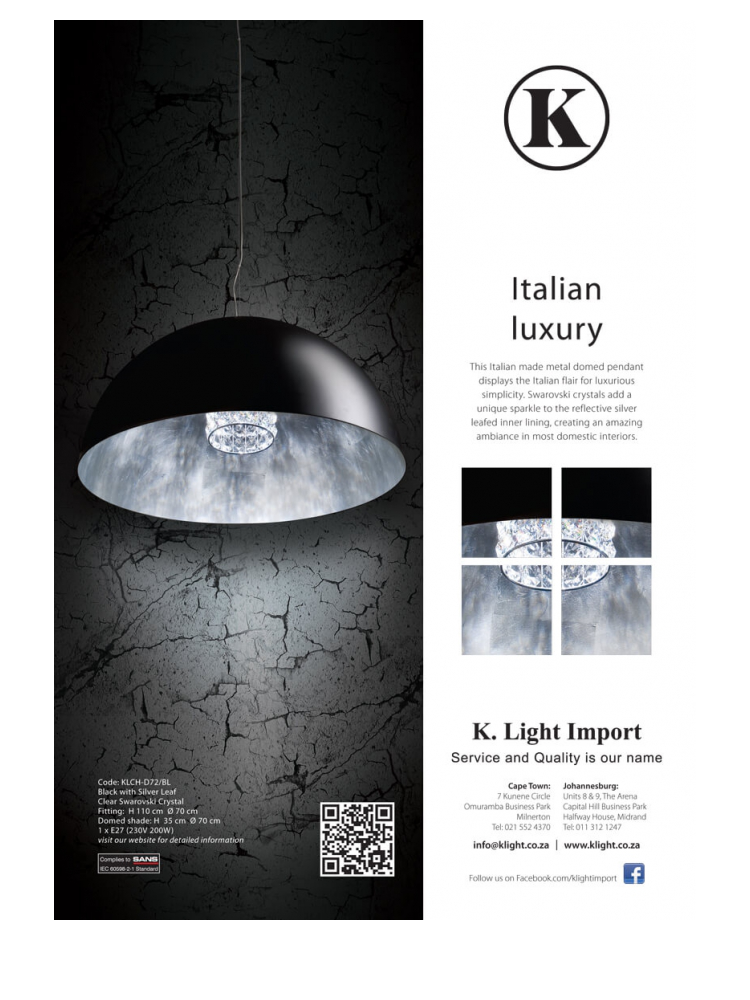 K
Italian
luxury
This Italian made metal domed pendant
displays the Italian flair for luxurious
simplicity. Swarovski crystals add a
unique sparkle to the reflective silver
leafed inner lining, creating an amazing
ambiance in most domestic interiors.
Code: KLCH-D72/BL
Black with Silver Leaf
Clear Swarovski Crystal
Fitting: H 110 cm Ø 70 cm
Domed shade: H 35 cm Ø 70 cm
1 x E27 (230V 200W)
visit our website for detailed information
Complies to SANS
IEC 60598-2-1 Standard
K. Light Import
Service and Quality is our name
Cape Town:
7 Kunene Circle
Omuramba Business Park
Milnerton
Tel: 021 552 4370
Johannesburg:
Units 8 & 9, The Arena
Capital Hill Business Park
Halfway House, Midrand
Tel: 011 312 1247
info@klight.co.za | www.klight.co.za
Follow us on Facebook.com/klightimport f